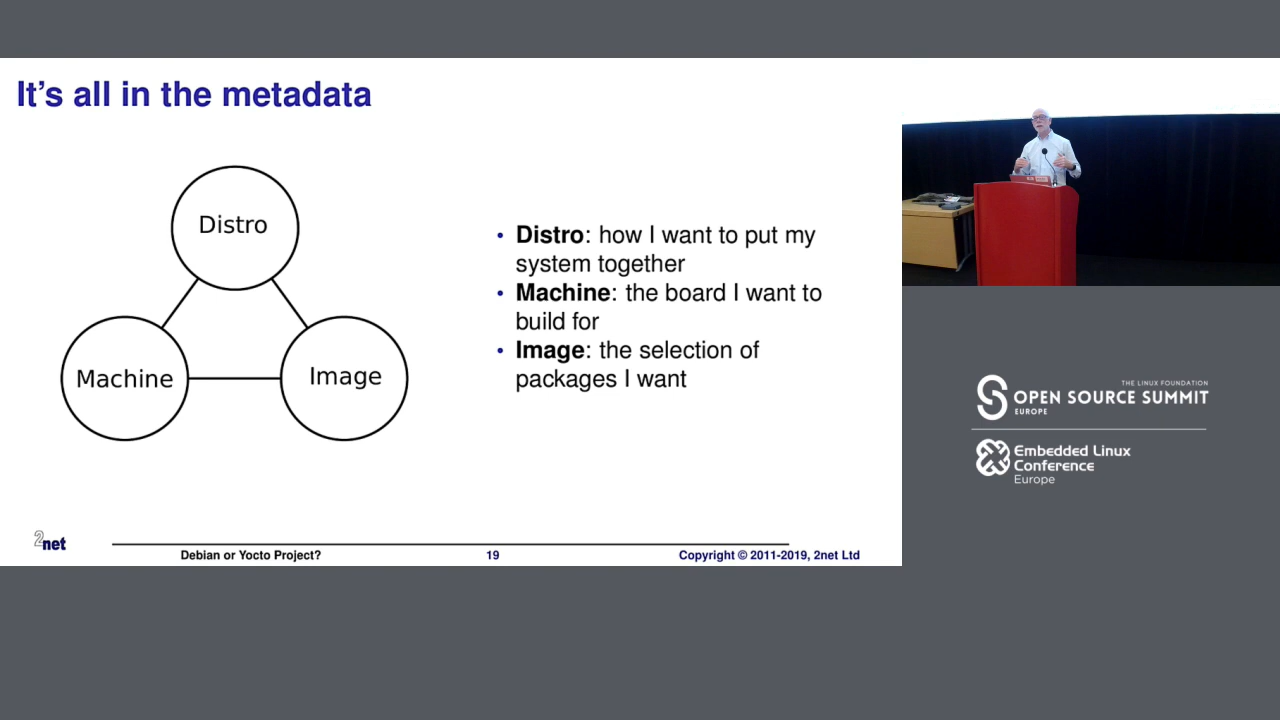 It's all in the metadata
Distro
Machine
Image
• Distro: how I want to put my
system together
• Machine: the board I want to
build for
• Image: the selection of
packages I want
2net
Debian or Yocto Project?
19
Copyright © 2011-2019, 2net Ltd
THE LINUX FOUNDATION
OPEN SOURCE SUMMIT
EUROPE
Embedded Linux
Conference
Europe